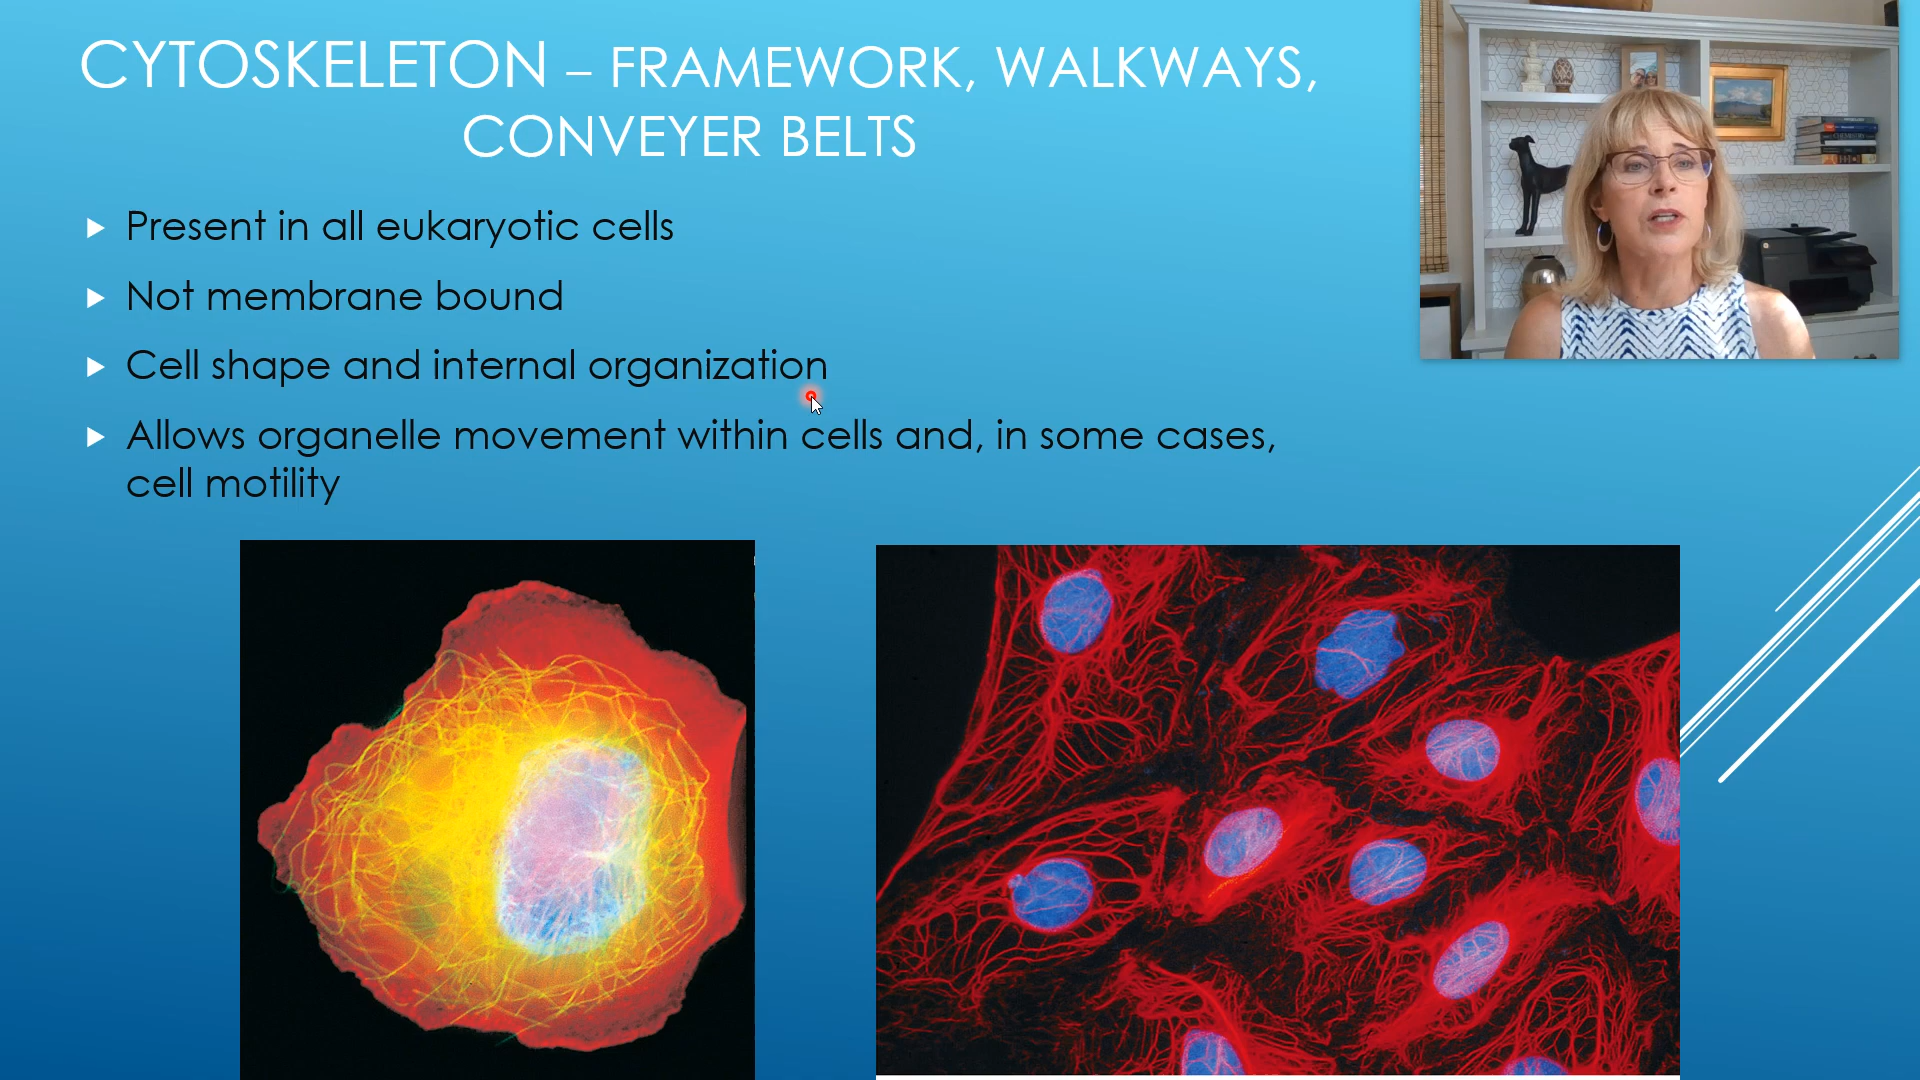 CYTOSKELETON – FRAMEWORK, WALKWAYS,
CONVEYER BELTS
Present in all eukaryotic cells
Not membrane bound
Cell shape and internal organization
Allows organelle movement within cells and, in some cases,
cell motility